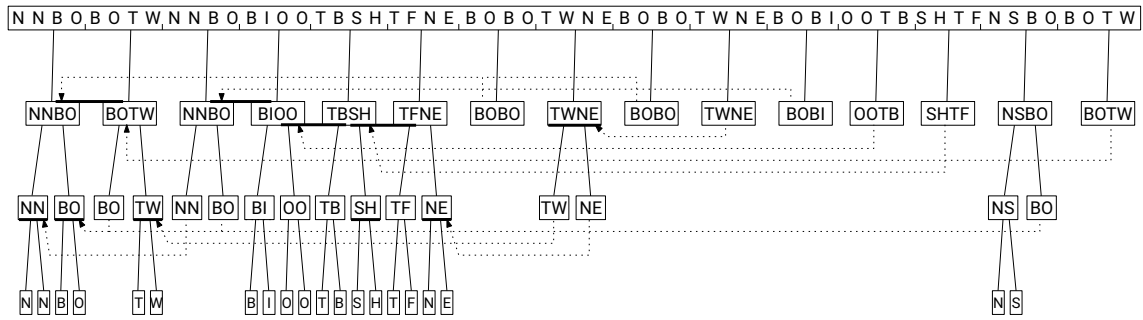 N N B O B O T W N N B O B I O O T B S H T F N E B O B O T W N E B O B O T W N E B O B I O O T B S H T F N S B O B O T W
NNBO BOTW NNBO BIOO TBSH TFNE BOBO TWNE BOBO TWNE BOBI OOTB SHTF NSBO BOTW
NN BO BO TW NN BO BI OO TB SH TF NE TW NE NS BO
N N B O T W B I O O T B S H T F N E N S